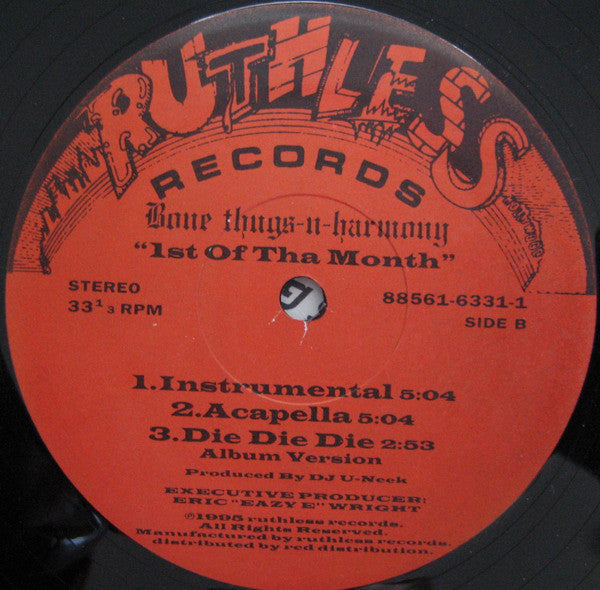 RUTHLESS
RECORDS
Bone thugs-n-harmony
"1st Of Tha Month"
STEREO
33 1 3 RPM
88561-6331-1
SIDE B
1.Instrumental 5:04
2.Acapella 5:04
3.Die Die Die 2:53
Album Version
Produced By DJ U-Neek
EXECUTIVE PRODUCER:
ERIC "EAZY E" WRIGHT
℗1995 ruthless records.
All Rights Reserved.
Manufactured by ruthless records.
distributed by red distribution.